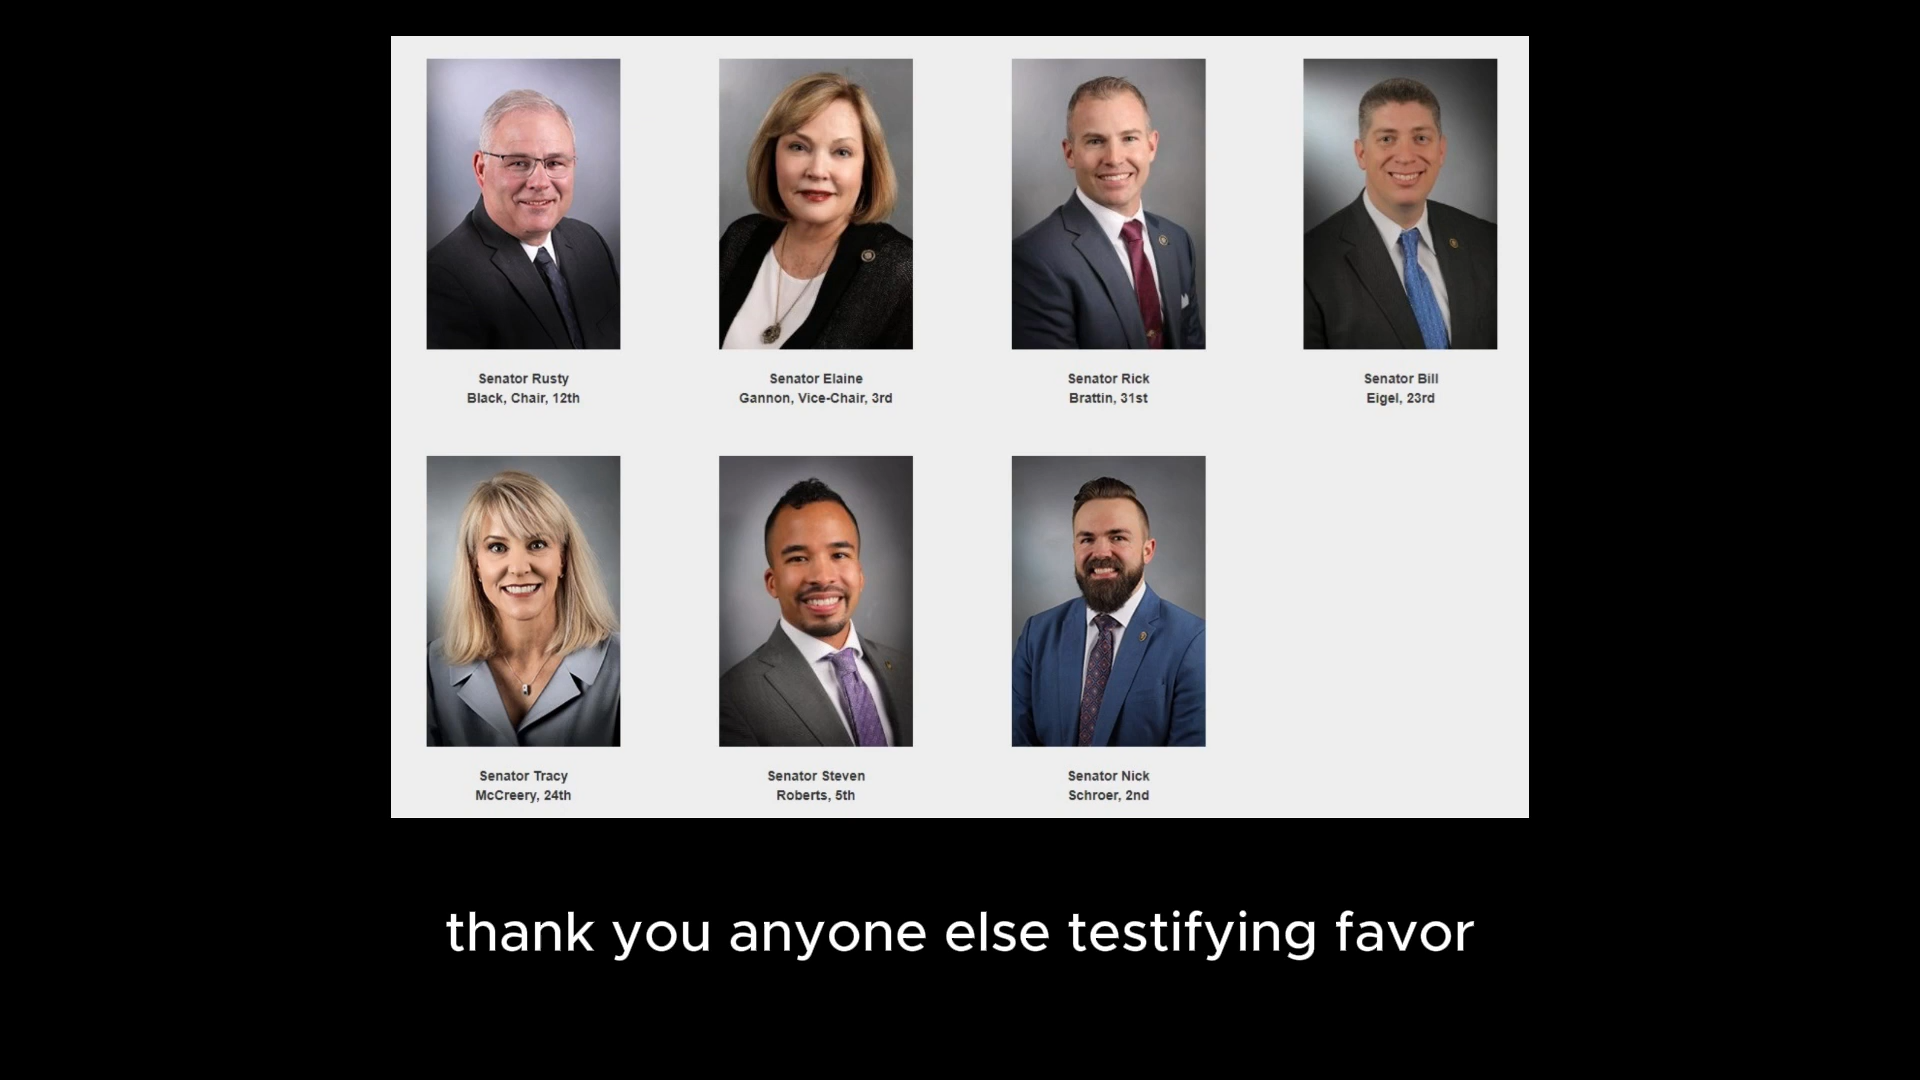 Senator Rusty
Black, Chair, 12th
Senator Elaine
Gannon, Vice-Chair, 3rd
Senator Rick
Brattin, 31st
Senator Bill
Eigel, 23rd
Senator Tracy
McCreery, 24th
Senator Steven
Roberts, 5th
Senator Nick
Schroer, 2nd
thank you anyone else testifying favor